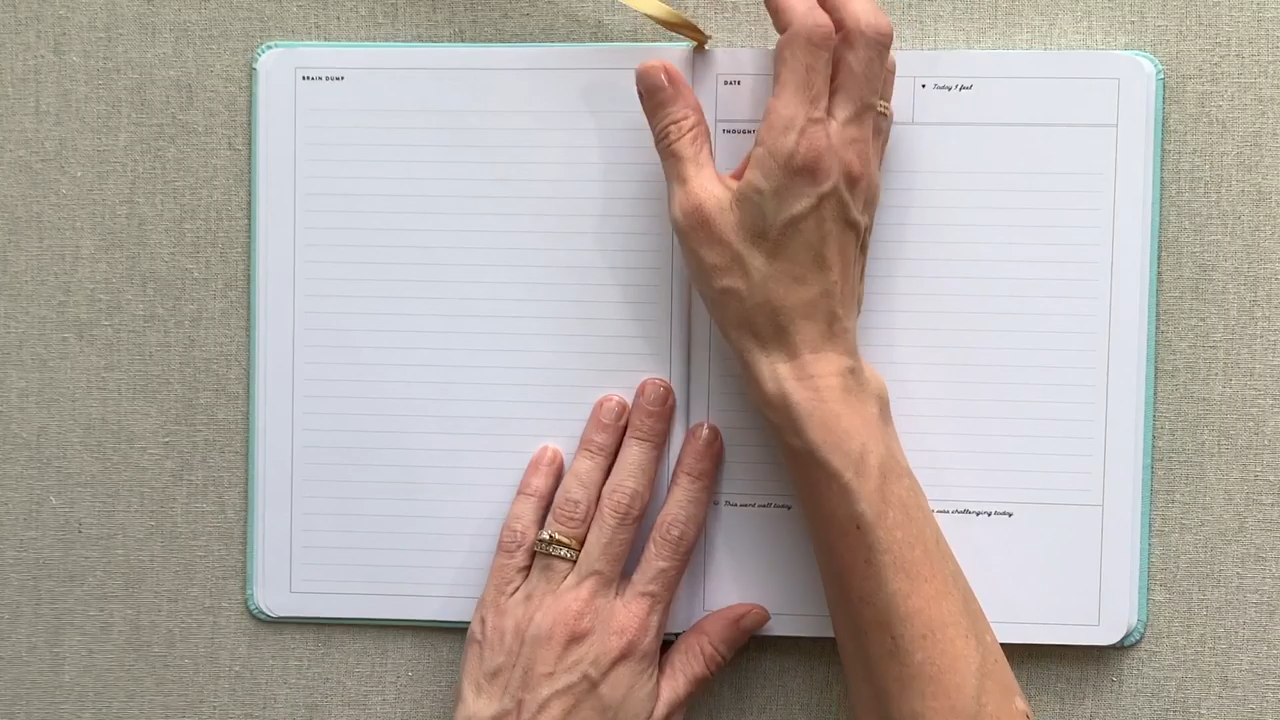 BRAIN DUMP
DATE
Today I feel
THOUGHT
This went well today
was challenging today